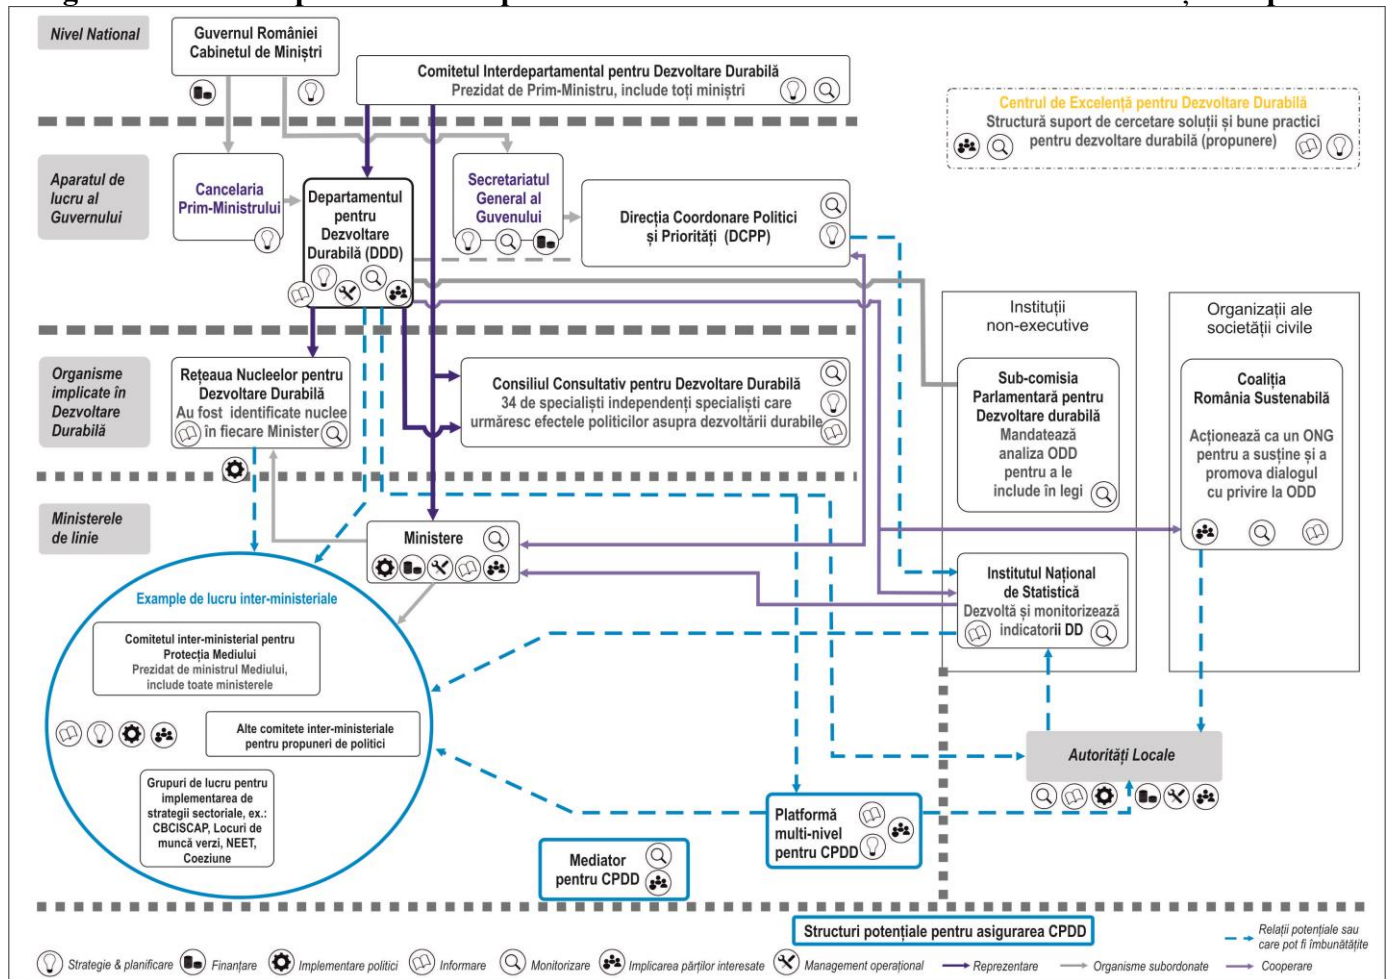 Nivel National
Guvernul României
Cabinetul de Miniștri
Comitetul Interdepartamental pentru Dezvoltare Durabilă
Prezidat de Prim-Ministru, include toți miniștri
Centrul de Excelență pentru Dezvoltare Durabilă
Structură suport de cercetare soluții și bune practici
pentru dezvoltare durabilă (propunere)
Aparatul de
lucru al
Guvernului
Cancelaria
Prim-Ministrului
Departamentul
pentru
Dezvoltare
Durabilă (DDD)
Secretariatul
General al
Guvenului
Direcția Coordonare Politici
și Priorități (DCPP)
Instituții
non-executive
Organizații ale
societății civile
Organisme
implicate în
Dezvoltare
Durabilă
Rețeaua Nucleelor pentru
Dezvoltare Durabilă
Au fost identificate nuclee
în fiecare Minister
Consiliul Consultativ pentru Dezvoltare Durabilă
34 de specialiști independenți specialiști care
urmăresc efectele politicilor asupra dezvoltării durabile
Sub-comisia
Parlamentară pentru
Dezvoltare durabilă
Mandatează
analiza ODD
pentru a le
include în legi
Coaliția
România Sustenabilă
Acționează ca un ONG
pentru a susține și a
promova dialogul
cu privire la ODD
Ministerele
de linie
Ministere
Institutul Național
de Statistică
Dezvoltă și monitorizează
indicatorii DD
Example de lucru inter-ministeriale
Comitetul inter-ministerial pentru
Protecția Mediului
Prezidat de ministrul Mediului,
include toate ministerele
Alte comitete inter-ministeriale
pentru propuneri de politici
Grupuri de lucru pentru
implementarea de
strategii sectoriale, ex.:
CBCISCAP, Locuri de
muncă verzi, NEET,
Coeziune
Autorități Locale
Platformă
multi-nivel
pentru CPDD
Mediator
pentru CPDD
Structuri potențiale pentru asigurarea CPDD
Relații potențiale sau
care pot fi îmbunătățite
Strategie & planificare
Finanțare
Implementare politici
Informare
Monitorizare
Implicarea părților interesate
Management operațional
Reprezentare
Organisme subordonate
Cooperare